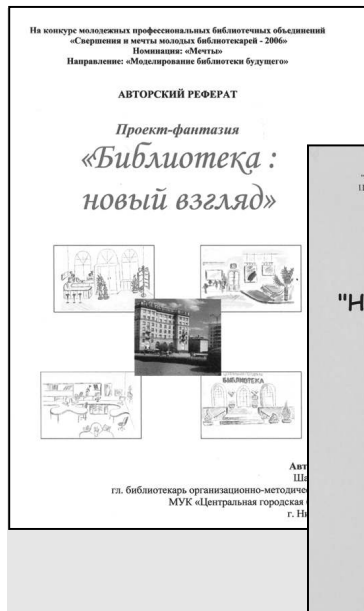 На конкурс молодежных профессиональных библиотечных объединений
«Свершения и мечты молодых библиотекарей - 2006»
Номинация: «Мечты»
Направление: «Моделирование библиотеки будущего»
АВТОРСКИЙ РЕФЕРАТ
Проект-фантазия
«Библиотека :
новый взгляд»
БИБЛИОТЕКА
гл. библиотекарь организационно-методиче
МУК «Центральная городская
г. Ни
"Н